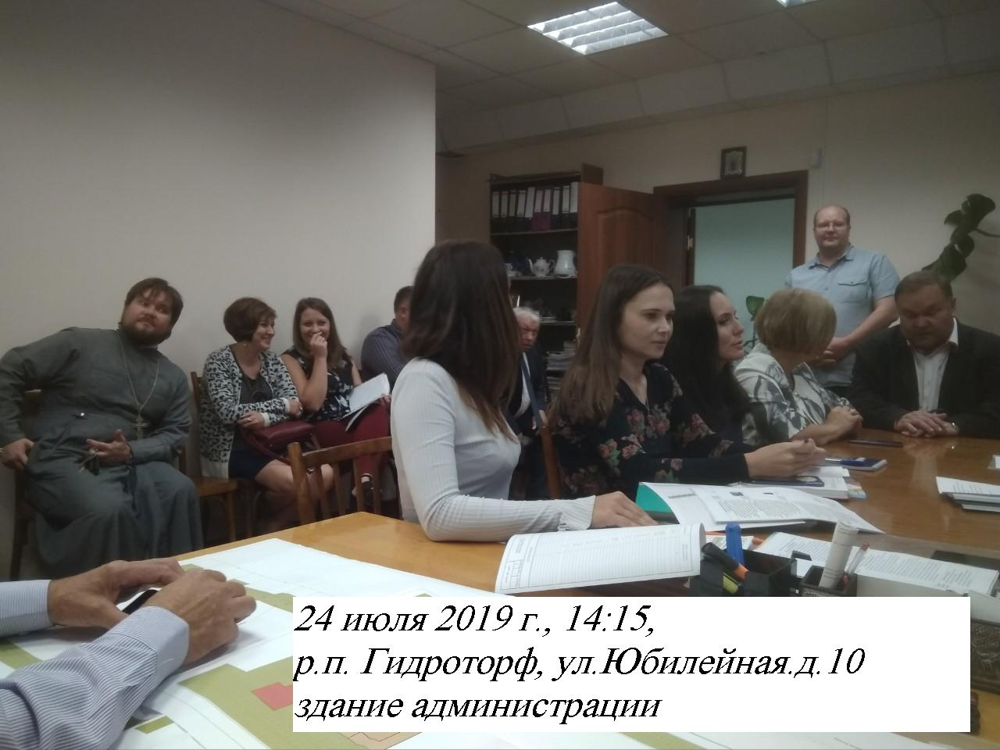 24 июля 2019 г., 14:15,
р.п. Гидроторф, ул.Юбилейная.д.10
здание администрации